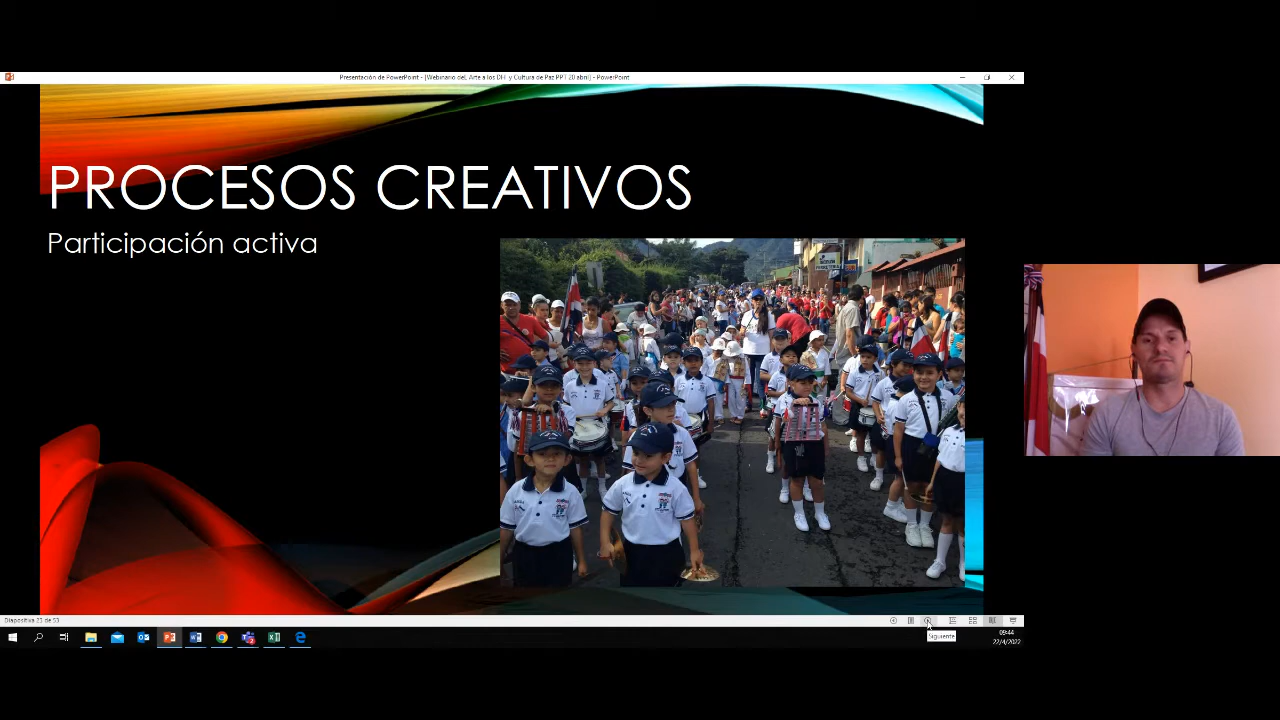 Presentación de PowerPoint - [Webinario del. Arte a los DH y Cultura de Paz PPT 20 abril] - PowerPoint
PROCESOS CREATIVOS
Participación activa
Diapositiva 23 de 53
Siguiente
09:44
22/4/2022